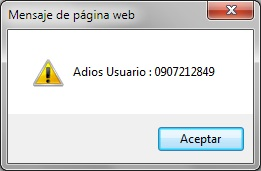 Mensaje de página web
Adios Usuario : 0907212849
Aceptar